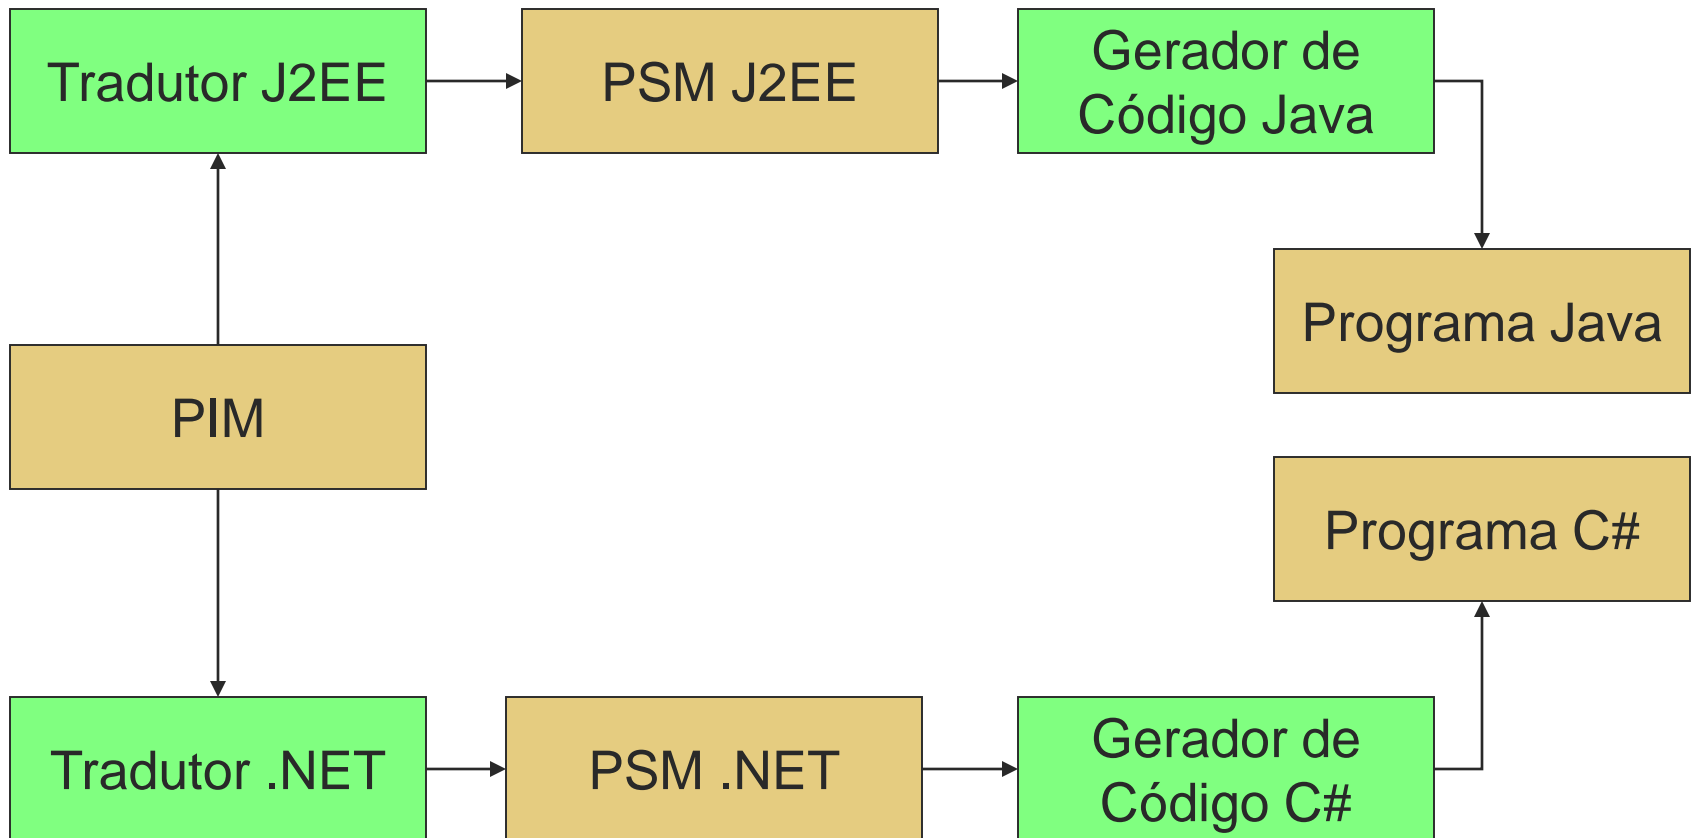 Tradutor J2EE
PSM J2EE
Gerador de
Código Java
Programa Java
PIM
Programa C#
Tradutor .NET
PSM .NET
Gerador de
Código C#